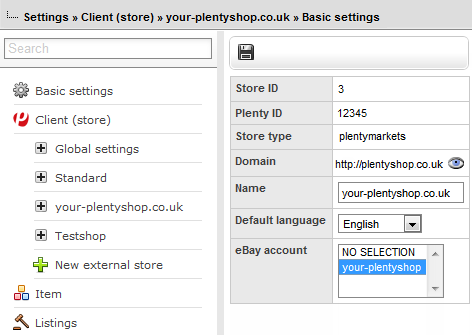 Settings » Client (store) » your-plentyshop.co.uk » Basic settings
Search
Basic settings
Client (store)
Global settings
Standard
your-plentyshop.co.uk
Testshop
New external store
Item
Listings
Store ID 3
Plenty ID 12345
Store type plentymarkets
Domain http://plentyshop.co.uk
Name your-plentyshop.co.uk
Default language English
eBay account NO SELECTION
your-plentyshop